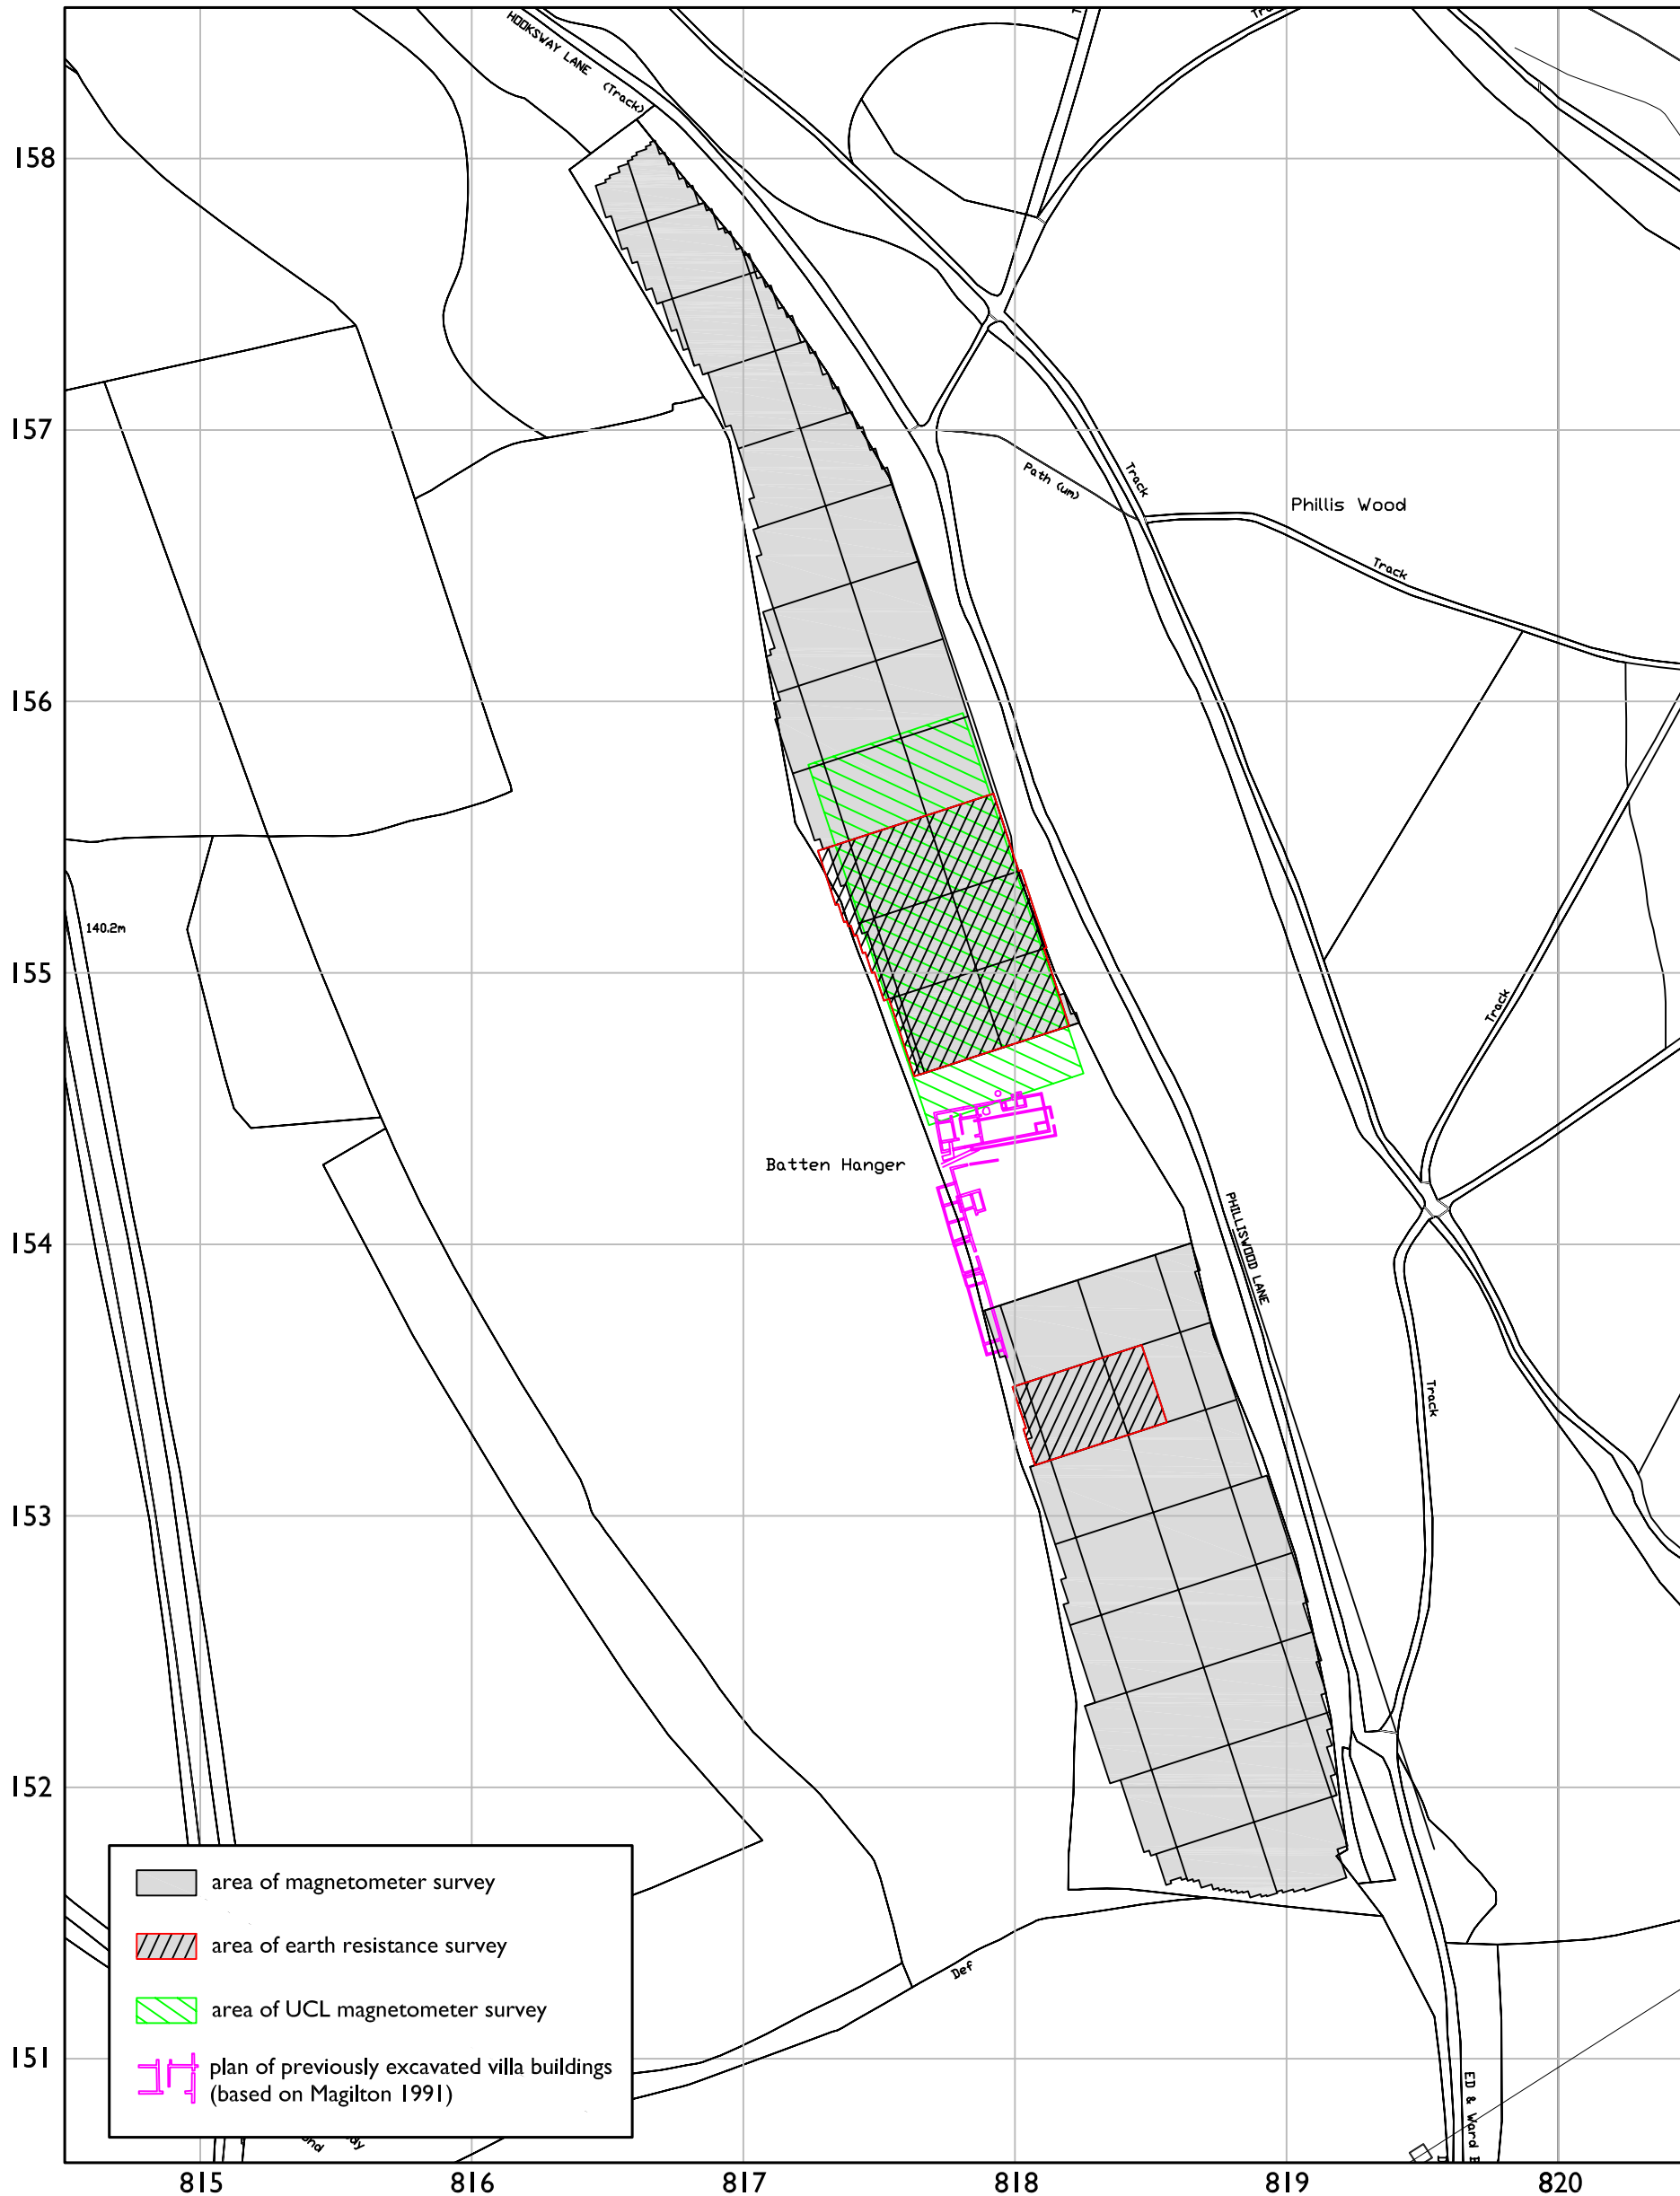 HOOKSWAY LANE (Track)
158
157
Path (um)
Track
Phillis Wood
Track
156
140.2m
155
Track
Batten Hanger
PHILLISWOOD LANE
154
Track
153
152
area of magnetometer survey
area of earth resistance survey
Def
area of UCL magnetometer survey
151
plan of previously excavated villa buildings
(based on Magilton 1991)
ED & Ward
815 816 817 818 819 820